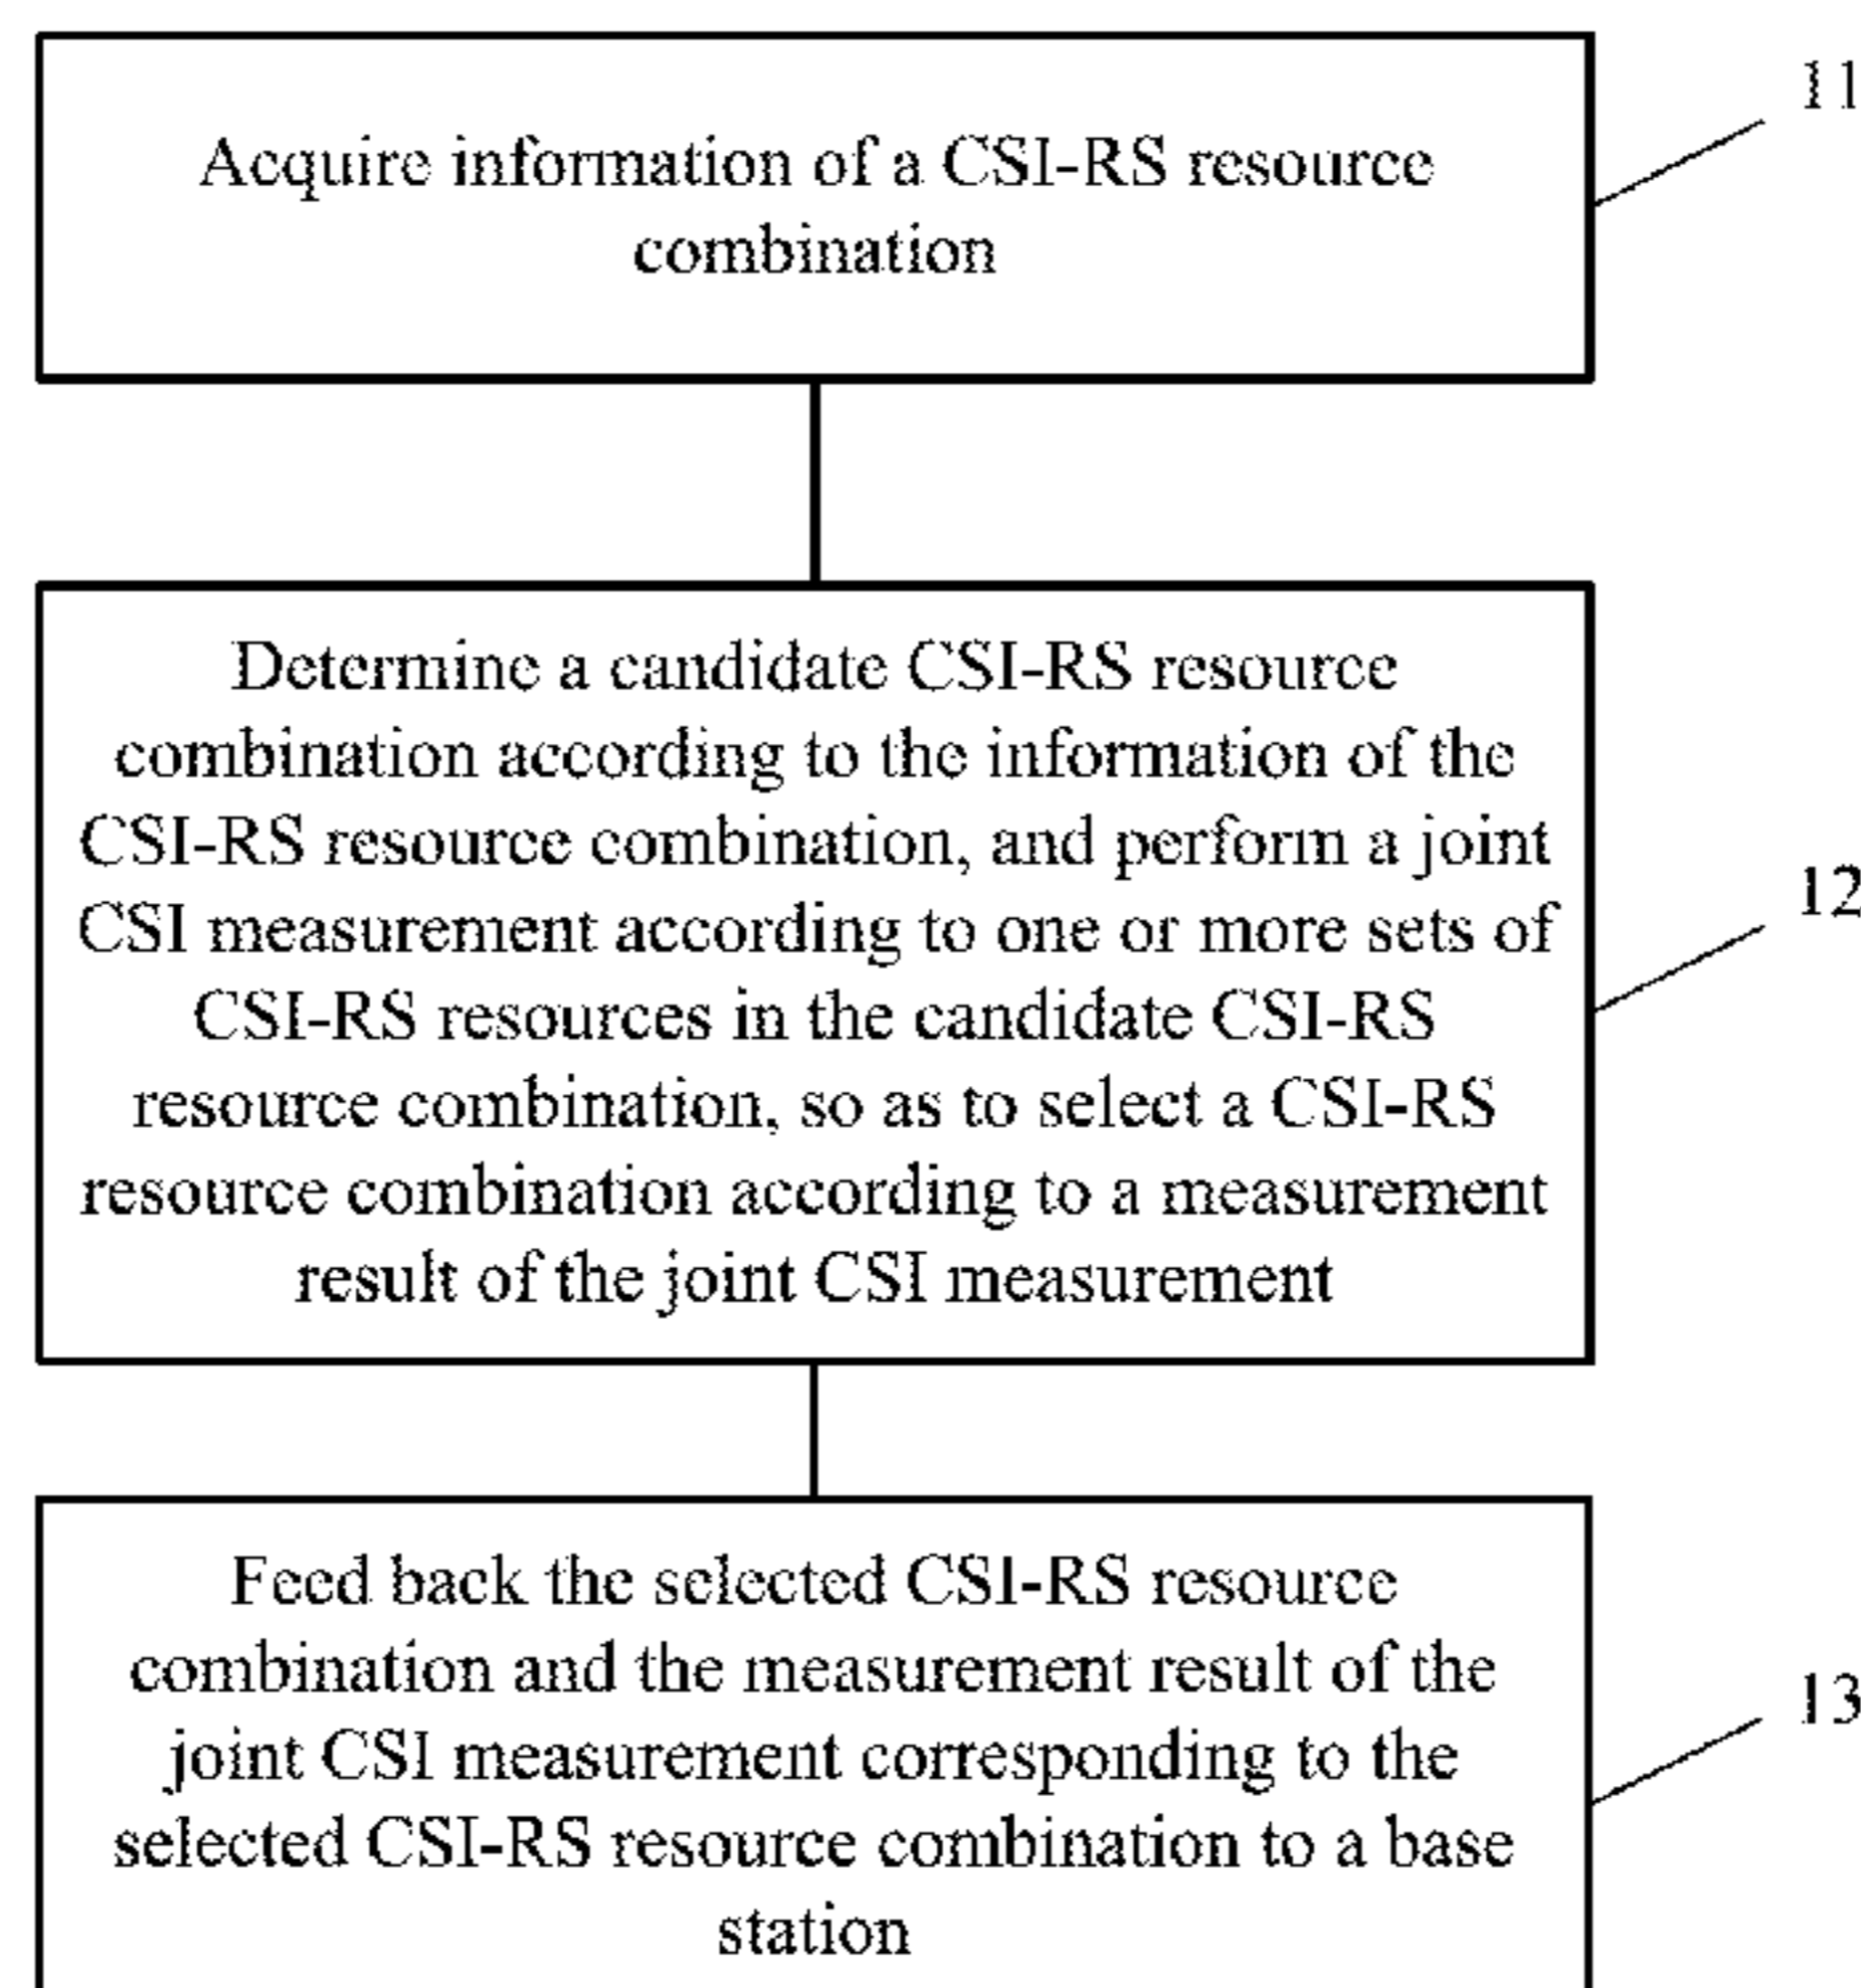 Acquire information of a CSI-RS resource
combination
11
Determine a candidate CSI-RS resource
combination according to the information of the
CSI-RS resource combination, and perform a joint
CSI measurement according to one or more sets of
CSI-RS resources in the candidate CSI-RS
resource combination, so as to select a CSI-RS
resource combination according to a measurement
result of the joint CSI measurement
12
Feed back the selected CSI-RS resource
combination and the measurement result of the
joint CSI measurement corresponding to the
selected CSI-RS resource combination to a base
station
13